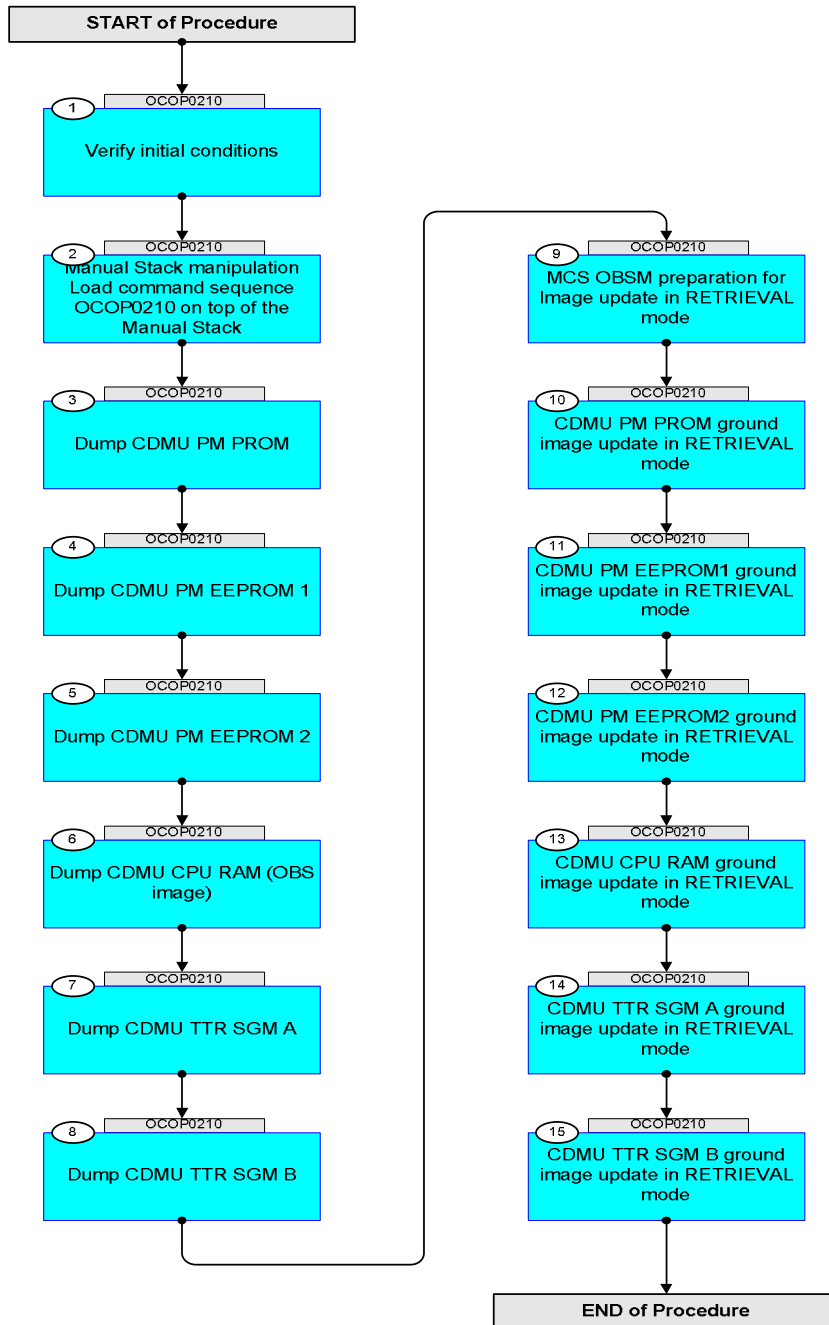 START of Procedure
OCOP0210
1
Verify initial conditions
OCOP0210
2
Manual Stack manipulation
Load command sequence
OCOP0210 on top of the
Manual Stack
OCOP0210
3
Dump CDMU PM PROM
OCOP0210
4
Dump CDMU PM EEPROM 1
OCOP0210
5
Dump CDMU PM EEPROM 2
OCOP0210
6
Dump CDMU CPU RAM (OBS
image)
OCOP0210
7
Dump CDMU TTR SGM A
OCOP0210
8
Dump CDMU TTR SGM B
OCOP0210
9
MCS OBSM preparation for
Image update in RETRIEVAL
mode
OCOP0210
10
CDMU PM PROM ground
image update in RETRIEVAL
mode
OCOP0210
11
CDMU PM EEPROM1 ground
image update in RETRIEVAL
mode
OCOP0210
12
CDMU PM EEPROM2 ground
image update in RETRIEVAL
mode
OCOP0210
13
CDMU CPU RAM ground
image update in RETRIEVAL
mode
OCOP0210
14
CDMU TTR SGM A ground
image update in RETRIEVAL
mode
OCOP0210
15
CDMU TTR SGM B ground
image update in RETRIEVAL
mode
END of Procedure